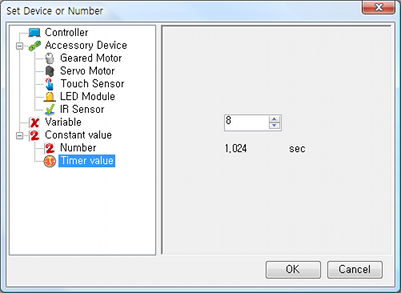 Set Device or Number
Controller
Accessory Device
Geared Motor
Servo Motor
Touch Sensor
LED Module
IR Sensor
Variable
Constant value
Number
Timer value
8
1,024 sec
OK Cancel